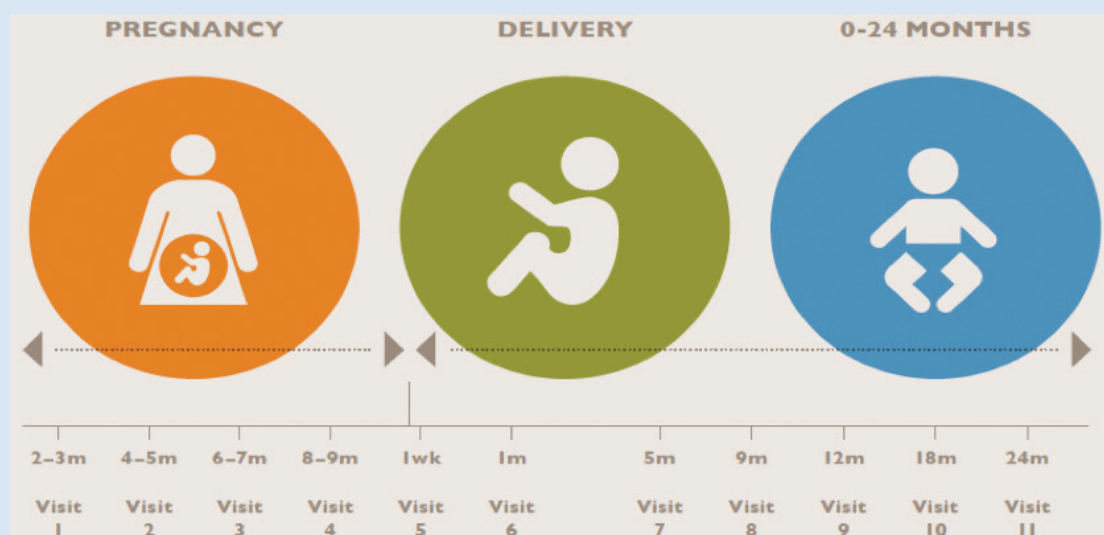 PREGNANCY DELIVERY 0-24 MONTHS
2–3m 4–5m 6–7m 8–9m 1wk 1m 5m 9m 12m 18m 24m
Visit Visit Visit Visit Visit Visit Visit Visit Visit Visit Visit
1 2 3 4 5 6 7 8 9 10 11